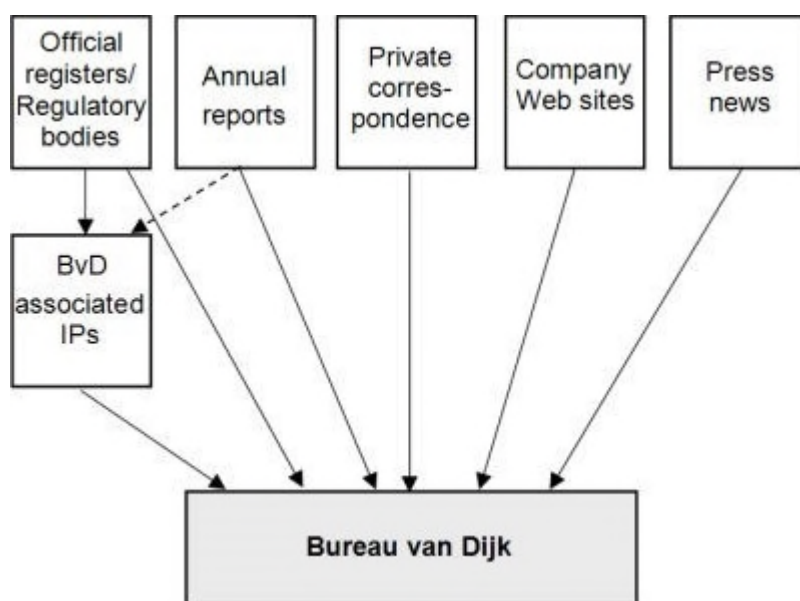 Official
registers/
Regulatory
bodies
Annual
reports
Private
corres-
pondence
Company
Web sites
Press
news
BvD
associated
IPs
Bureau van Dijk